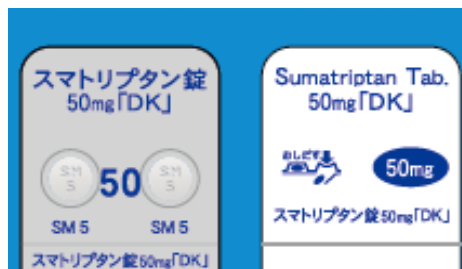 スマトリプタン錠
50mg「DK」
SM
5
50
SM
5
SM 5
SM 5
スマトリプタン錠50mg「DK」
Sumatriptan Tab.
50mg「DK」
おしだす
50mg
スマトリプタン錠50mg「DK」